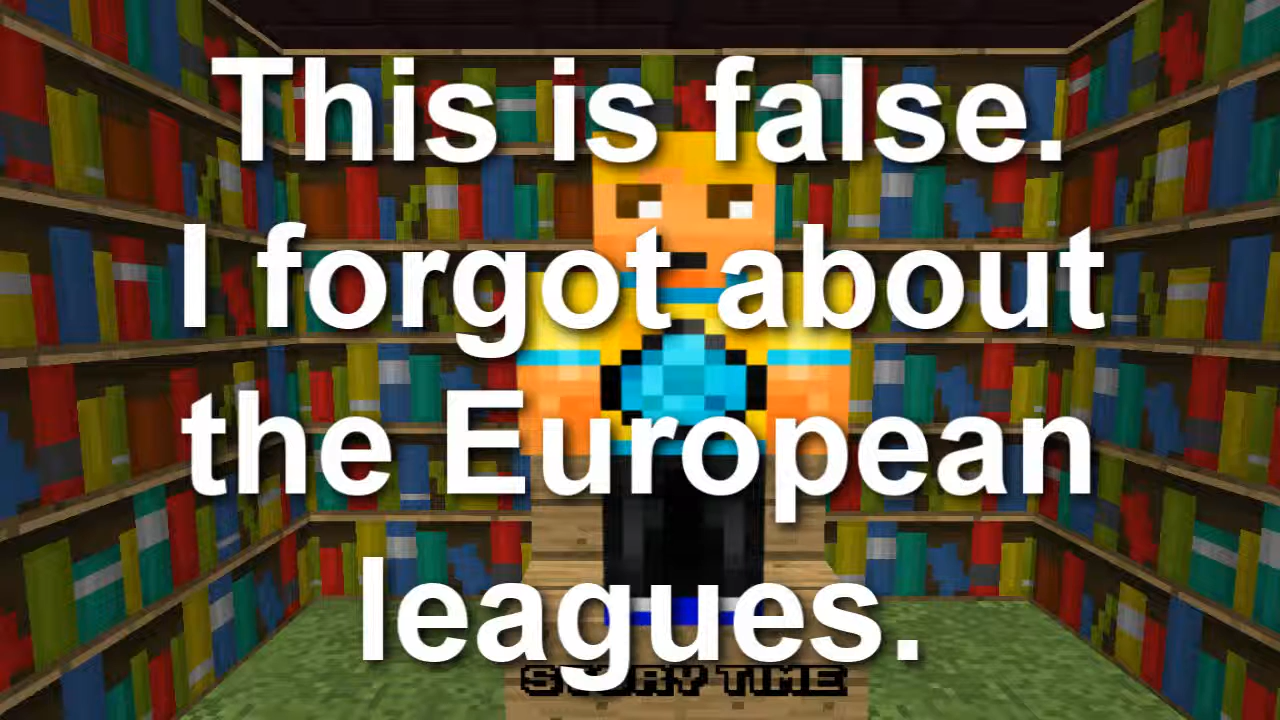 This is false.
I forgot about
the European
leagues.
STORY TIME